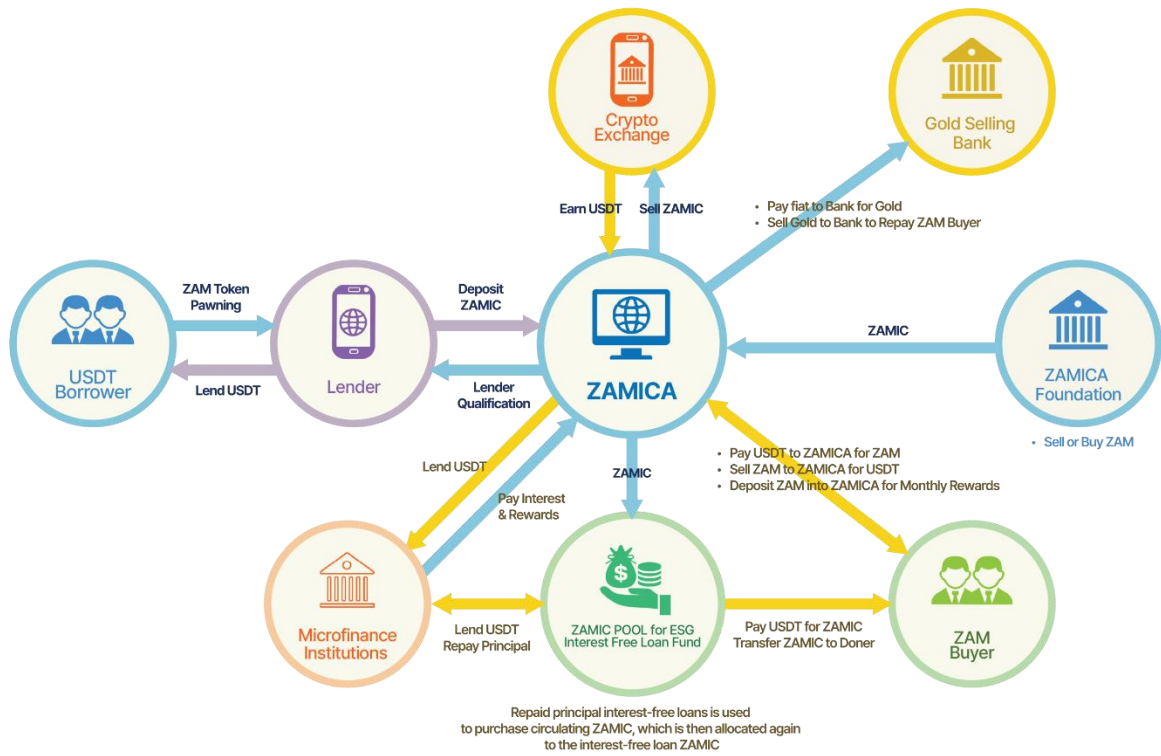 Crypto
Exchange
Gold Selling
Bank
Earn USDT
Sell ZAMIC
• Pay fiat to Bank for Gold
• Sell Gold to Bank to Repay ZAM Buyer
ZAM Token
Pawning
Deposit
ZAMIC
ZAMIC
USDT
Borrower
Lend USDT
Lender
Lender
Qualification
ZAMICA
ZAMICA
Foundation
• Sell or Buy ZAM
Lend USDT
Pay Interest
& Rewards
ZAMIC
• Pay USDT to ZAMICA for ZAM
• Sell ZAM to ZAMICA for USDT
• Deposit ZAM into ZAMICA for Monthly Rewards
$
Microfinance
Institutions
Lend USDT
Repay Principal
ZAMIC POOL for ESG
Interest Free Loan Fund
Pay USDT for ZAMIC
Transfer ZAMIC to Doner
ZAM
Buyer
Repaid principal interest-free loans is used
to purchase circulating ZAMIC, which is then allocated again
to the interest-free loan ZAMIC